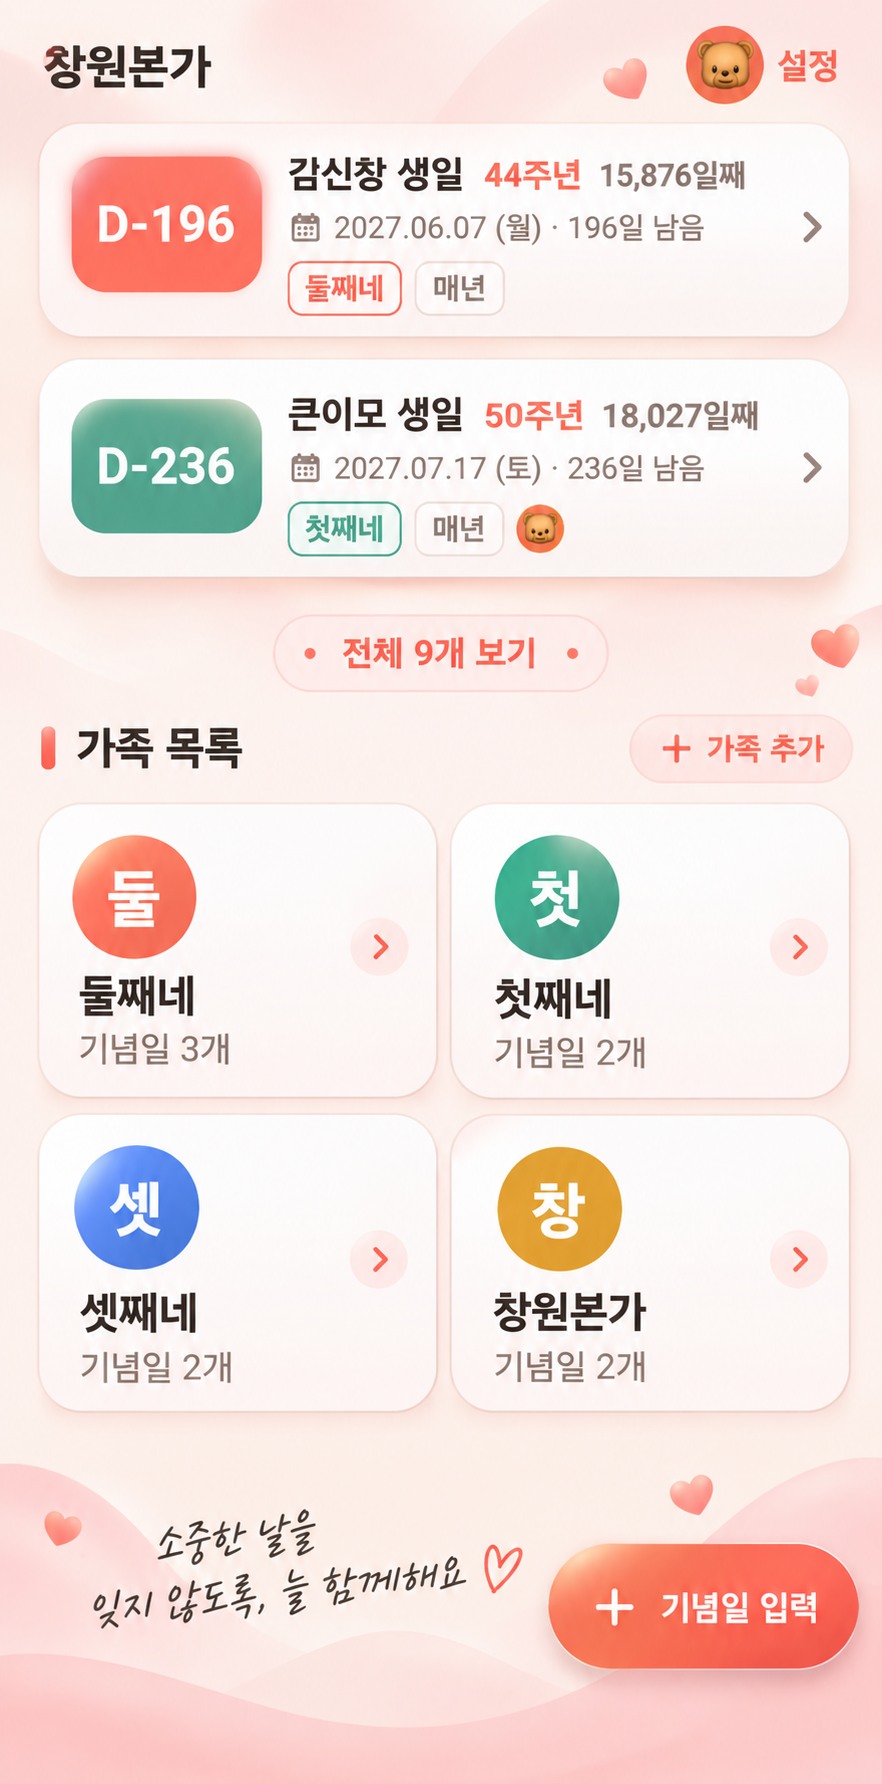 창원본가
설정
D-196
감신창 생일 44주년 15,876일째
2027.06.07 (월) · 196일 남음
둘째네 매년
D-236
큰이모 생일 50주년 18,027일째
2027.07.17 (토) · 236일 남음
첫째네 매년
• 전체 9개 보기 •
가족 목록
+ 가족 추가
둘
둘째네
기념일 3개
첫
첫째네
기념일 2개
셋
셋째네
기념일 2개
창
창원본가
기념일 2개
소중한 날을
잊지 않도록, 늘 함께해요
+ 기념일 입력